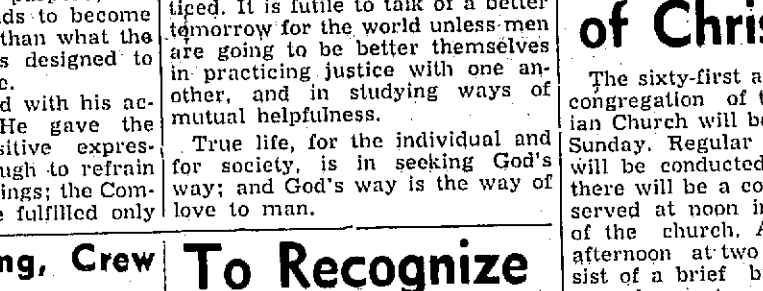 ds to become
than what the
s designed to
c.
d with his ac-
He gave the
sitive expres-
ugh to refrain
ings; the Com-
e fulfilled only
ng, Crew
ticed. It is futile to talk of a better
tomorrow for the world unless men
are going to be better themselves
in practicing justice with one an-
other, and in studying ways of
mutual helpfulness.
True life, for the individual and
for society, is in seeking God's
way; and God's way is the way of
love to man.
To Recognize
of Chris
The sixty-first a
congregation of t
ian Church will be
Sunday. Regular
will be conducted
there will be a co
served at noon in
of the church. A
afternoon at two
sist of a brief b